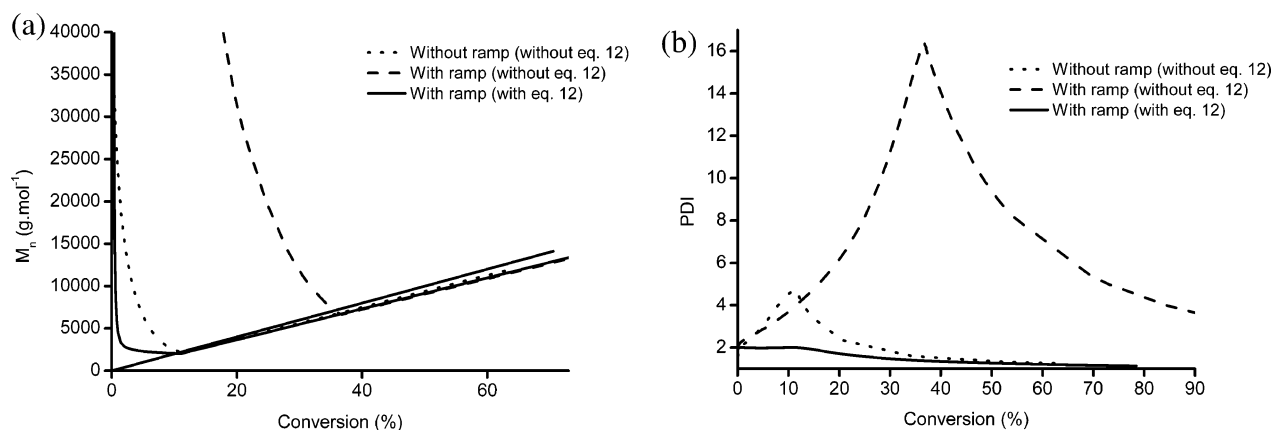 (a)
40000
35000
30000
25000
20000
15000
10000
5000
0
Mn (g.mol-1)
Without ramp (without eq. 12)
With ramp (without eq. 12)
With ramp (with eq. 12)
0 20 40 60
Conversion (%)
(b)
16
14
12
10
8
6
4
2
PDI
Without ramp (without eq. 12)
With ramp (without eq. 12)
With ramp (with eq. 12)
0 10 20 30 40 50 60 70 80 90
Conversion (%)